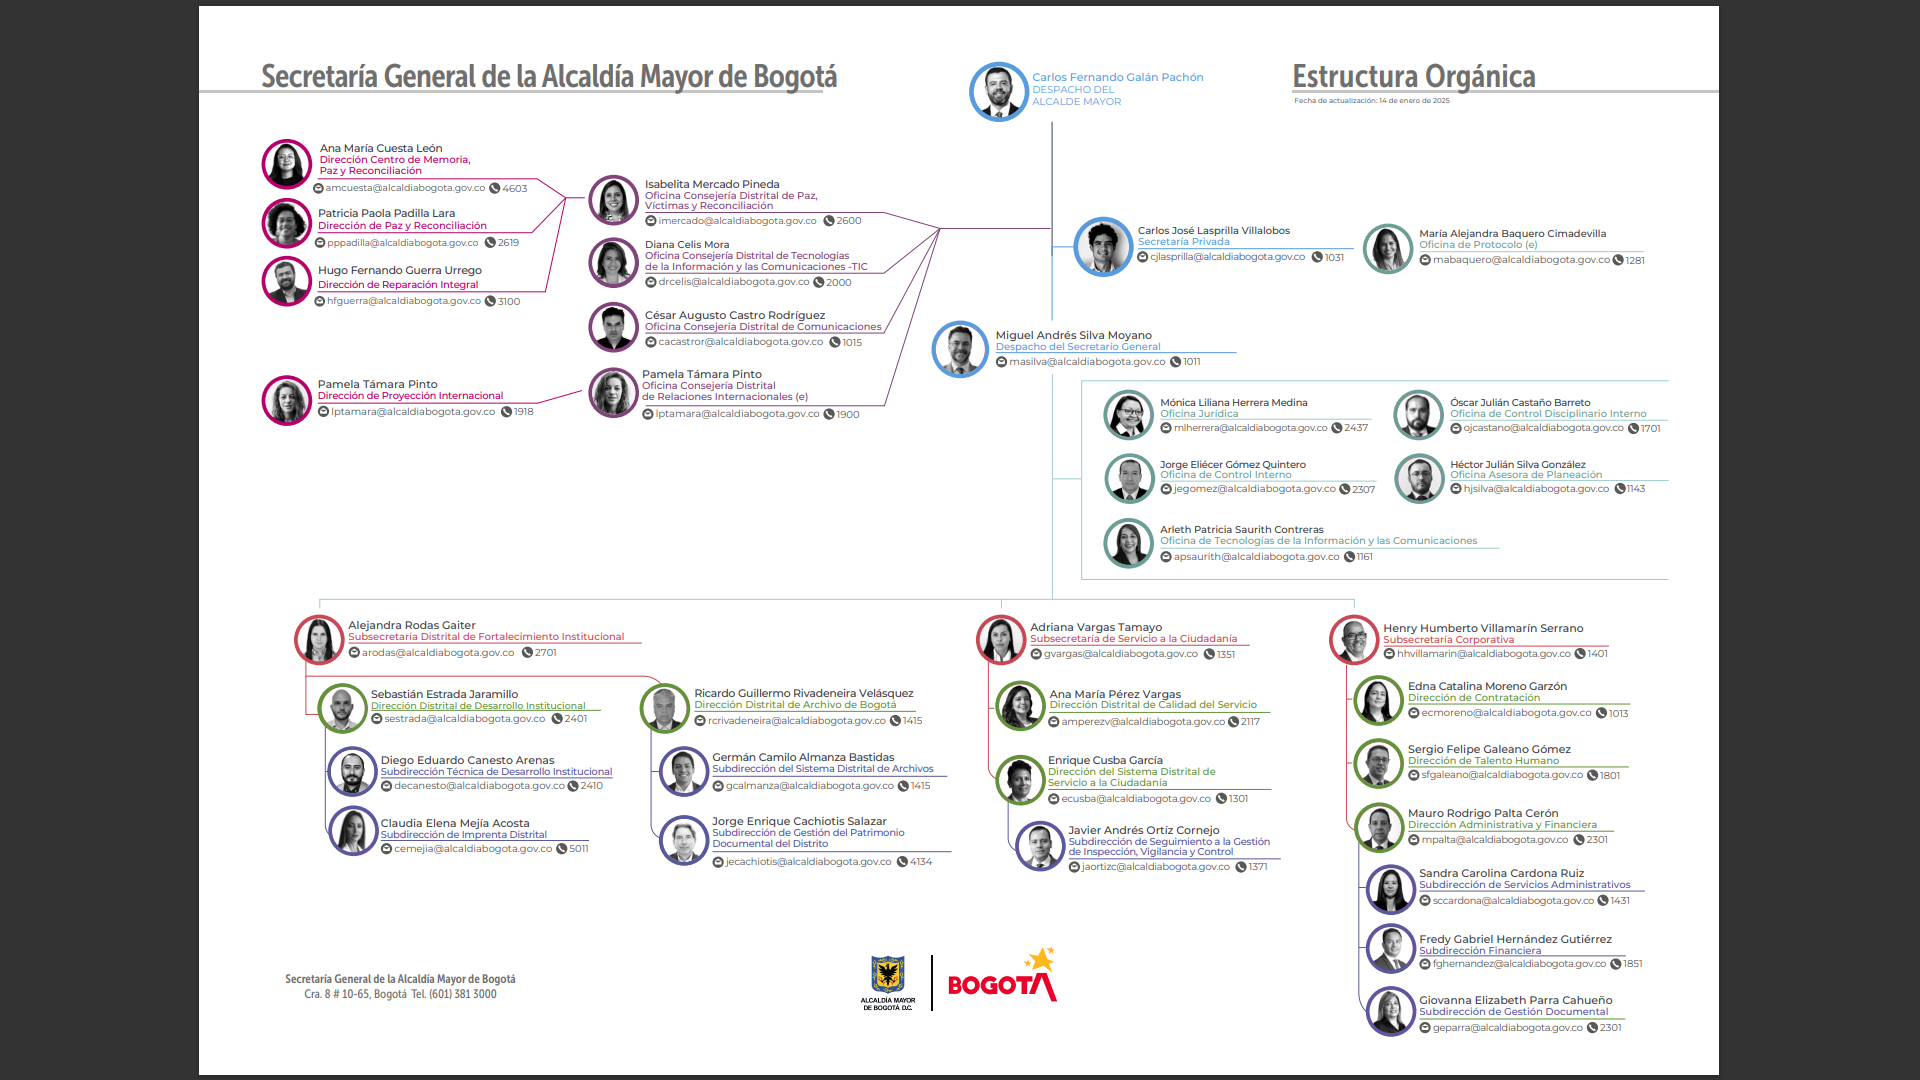 Secretaría General de la Alcaldía Mayor de Bogotá
Carlos Fernando Galán Pachón
DESPACHO DEL
ALCALDE MAYOR
Estructura Orgánica
Fecha de actualización: 14 de enero de 2025
Ana María Cuesta León
Dirección Centro de Memoria,
Paz y Reconciliación
amcuesta@alcaldiabogota.gov.co 4603
Patricia Paola Padilla Lara
Dirección de Paz y Reconciliación
pppadilla@alcaldiabogota.gov.co 2619
Hugo Fernando Guerra Urrego
Dirección de Reparación Integral
hfguerra@alcaldiabogota.gov.co 3100
Pamela Támara Pinto
Dirección de Proyección Internacional
lptamara@alcaldiabogota.gov.co 1918
Isabelita Mercado Pineda
Oficina Consejería Distrital de Paz,
Víctimas y Reconciliación
imercado@alcaldiabogota.gov.co 2600
Diana Celis Mora
Oficina Consejería Distrital de Tecnologías
de la Información y las Comunicaciones -TIC
drcelis@alcaldiabogota.gov.co 2000
César Augusto Castro Rodríguez
Oficina Consejería Distrital de Comunicaciones
cacastror@alcaldiabogota.gov.co 1015
Pamela Támara Pinto
Oficina Consejería Distrital
de Relaciones Internacionales (e)
lptamara@alcaldiabogota.gov.co 1900
Carlos José Lasprilla Villalobos
Secretaría Privada
cjlasprilla@alcaldiabogota.gov.co 1031
María Alejandra Baquero Cimadevilla
Oficina de Protocolo (e)
mabaquero@alcaldiabogota.gov.co 1281
Miguel Andrés Silva Moyano
Despacho del Secretario General
masilva@alcaldiabogota.gov.co 1011
Mónica Liliana Herrera Medina
Oficina Jurídica
mlherrera@alcaldiabogota.gov.co 2437
Óscar Julián Castaño Barreto
Oficina de Control Disciplinario Interno
ojcastano@alcaldiabogota.gov.co 1701
Jorge Eliécer Gómez Quintero
Oficina de Control Interno
jegomez@alcaldiabogota.gov.co 2307
Héctor Julián Silva González
Oficina Asesora de Planeación
hjsilva@alcaldiabogota.gov.co 1143
Arleth Patricia Saurith Contreras
Oficina de Tecnologías de la Información y las Comunicaciones
apsaurith@alcaldiabogota.gov.co 1161
Alejandra Rodas Gaiter
Subsecretaría Distrital de Fortalecimiento Institucional
arodas@alcaldiabogota.gov.co 2701
Sebastián Estrada Jaramillo
Dirección Distrital de Desarrollo Institucional
sestrada@alcaldiabogota.gov.co 2401
Diego Eduardo Canesto Arenas
Subdirección Técnica de Desarrollo Institucional
decanesto@alcaldiabogota.gov.co 2410
Claudia Elena Mejía Acosta
Subdirección de Imprenta Distrital
cemejia@alcaldiabogota.gov.co 5011
Ricardo Guillermo Rivadeneira Velásquez
Dirección Distrital de Archivo de Bogotá
rcrivadeneira@alcaldiabogota.gov.co 1415
Germán Camilo Almanza Bastidas
Subdirección del Sistema Distrital de Archivos
gcalmanza@alcaldiabogota.gov.co 1415
Jorge Enrique Cachiotis Salazar
Subdirección de Gestión del Patrimonio
Documental del Distrito
jecachiotis@alcaldiabogota.gov.co 4134
Adriana Vargas Tamayo
Subsecretaría de Servicio a la Ciudadanía
gvargas@alcaldiabogota.gov.co 1351
Ana María Pérez Vargas
Dirección Distrital de Calidad del Servicio
amperezv@alcaldiabogota.gov.co 2117
Enrique Cusba García
Dirección del Sistema Distrital de
Servicio a la Ciudadanía
ecusba@alcaldiabogota.gov.co 1301
Javier Andrés Ortíz Cornejo
Subdirección de Seguimiento a la Gestión
de Inspección, Vigilancia y Control
jaortizc@alcaldiabogota.gov.co 1371
Henry Humberto Villamarín Serrano
Subsecretaría Corporativa
hhvillamarin@alcaldiabogota.gov.co 1401
Edna Catalina Moreno Garzón
Dirección de Contratación
ecmoreno@alcaldiabogota.gov.co 1013
Sergio Felipe Galeano Gómez
Dirección de Talento Humano
sfgaleano@alcaldiabogota.gov.co 1801
Mauro Rodrigo Palta Cerón
Dirección Administrativa y Financiera
mpalta@alcaldiabogota.gov.co 2301
Sandra Carolina Cardona Ruiz
Subdirección de Servicios Administrativos
sccardona@alcaldiabogota.gov.co 1431
Fredy Gabriel Hernández Gutiérrez
Subdirección Financiera
fghernandez@alcaldiabogota.gov.co 1851
Giovanna Elizabeth Parra Cahueño
Subdirección de Gestión Documental
geparra@alcaldiabogota.gov.co 2301
Secretaría General de la Alcaldía Mayor de Bogotá
Cra. 8 # 10-65, Bogotá Tel. (601) 381 3000
ALCALDÍA MAYOR
DE BOGOTÁ D.C.
BOGOTÁ